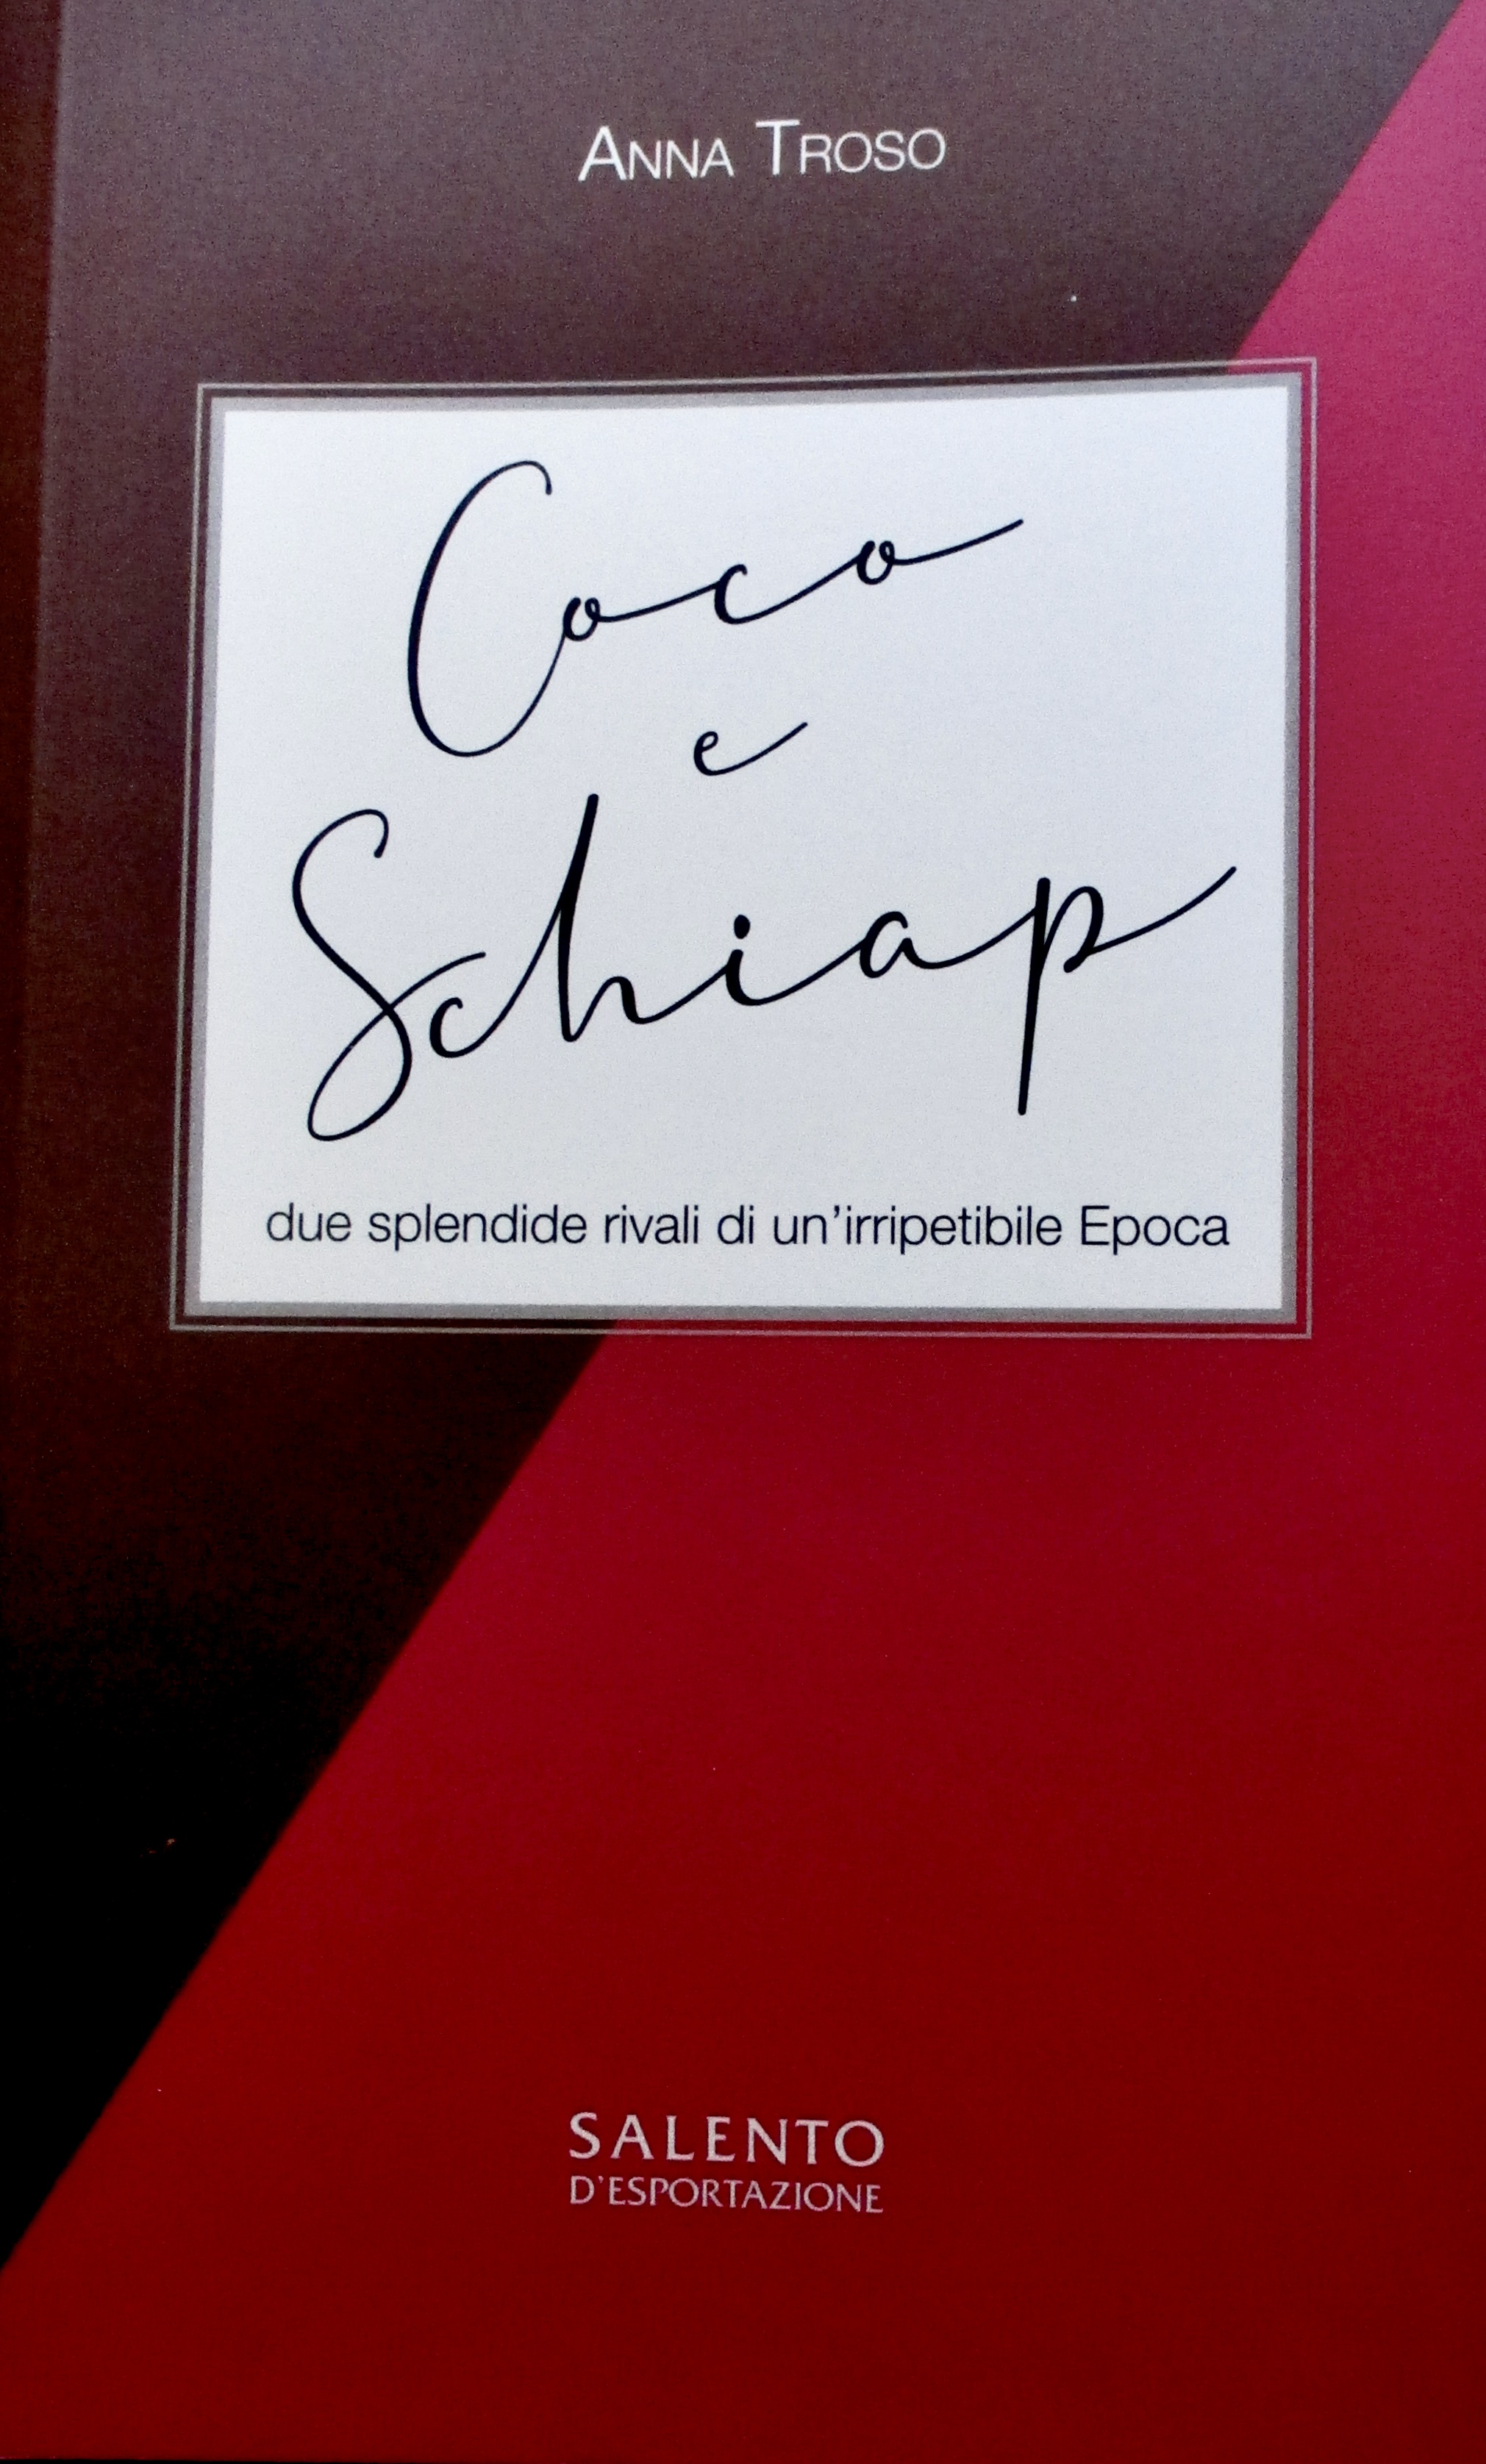 Anna Troso
Coco
e
Schiap
due splendide rivali di un'irripetibile Epoca
SALENTO
D'ESPORTAZIONE